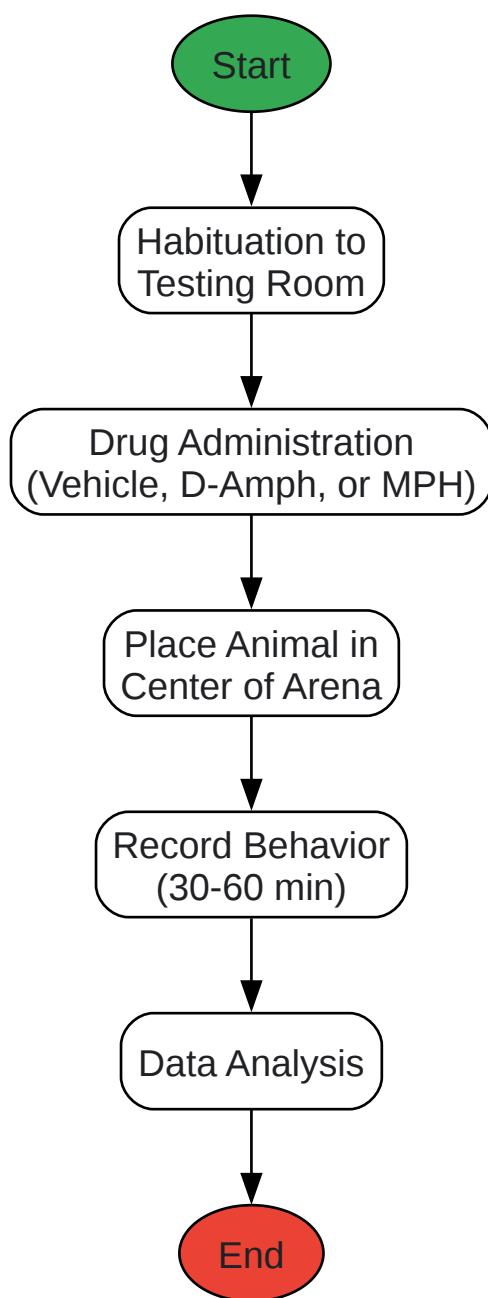 Start
Habituation to
Testing Room
Drug Administration
(Vehicle, D-Amph, or MPH)
Place Animal in
Center of Arena
Record Behavior
(30-60 min)
Data Analysis
End